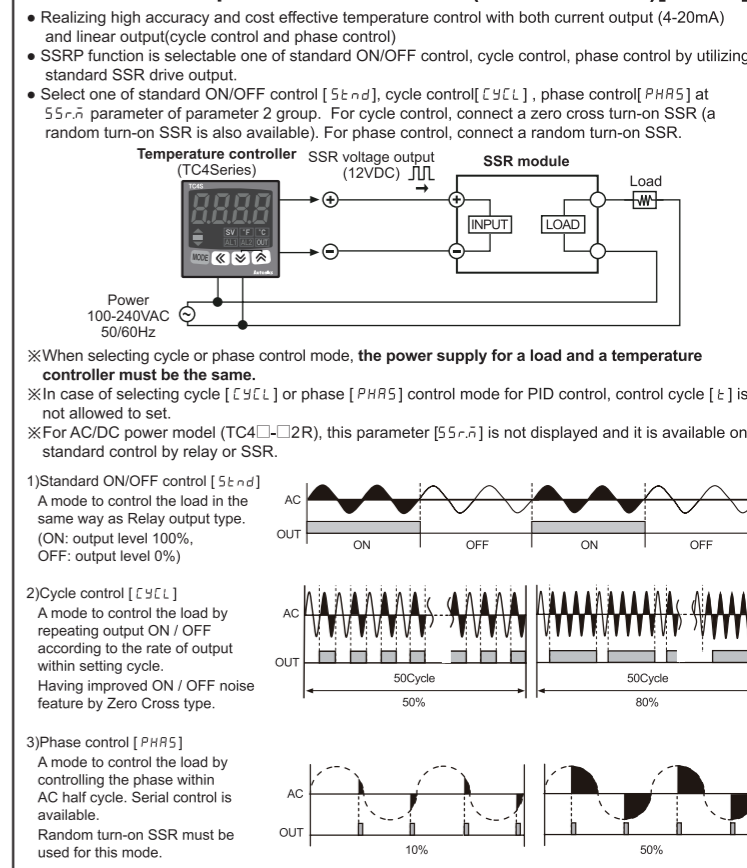 ● Realizing high accuracy and cost effective temperature control with both current output (4-20mA)
and linear output(cycle control and phase control)
● SSRP function is selectable one of standard ON/OFF control, cycle control, phase control by utilizing
standard SSR drive output.
● Select one of standard ON/OFF control [ Stnd], cycle control[ CYCL ] , phase control[ PHAS] at
SSr.M parameter of parameter 2 group. For cycle control, connect a zero cross turn-on SSR (a
random turn-on SSR is also available). For phase control, connect a random turn-on SSR.
Temperature controller
(TC4Series)
SSR voltage output
(12VDC)
SSR module
Load
TC4S
8.8.8.8
SV °F °C
AL1 AL2 OUT
MODE
Autonics
+
−
+
−
INPUT
LOAD
Power
100-240VAC
50/60Hz
※When selecting cycle or phase control mode, the power supply for a load and a temperature
controller must be the same.
※In case of selecting cycle [ CYCL ] or phase [ PHAS ] control mode for PID control, control cycle [ t ] is
not allowed to set.
※For AC/DC power model (TC4□-□2R), this parameter [SSr.M] is not displayed and it is available on
standard control by relay or SSR.
1)Standard ON/OFF control [ Stnd]
A mode to control the load in the
same way as Relay output type.
(ON: output level 100%,
OFF: output level 0%)
AC
OUT
ON OFF ON OFF
2)Cycle control [ CYCL ]
A mode to control the load by
repeating output ON / OFF
according to the rate of output
within setting cycle.
Having improved ON / OFF noise
feature by Zero Cross type.
AC
OUT
50Cycle 50Cycle
50% 80%
3)Phase control [ PHAS]
A mode to control the load by
controlling the phase within
AC half cycle. Serial control is
available.
Random turn-on SSR must be
used for this mode.
AC
OUT
10% 50%